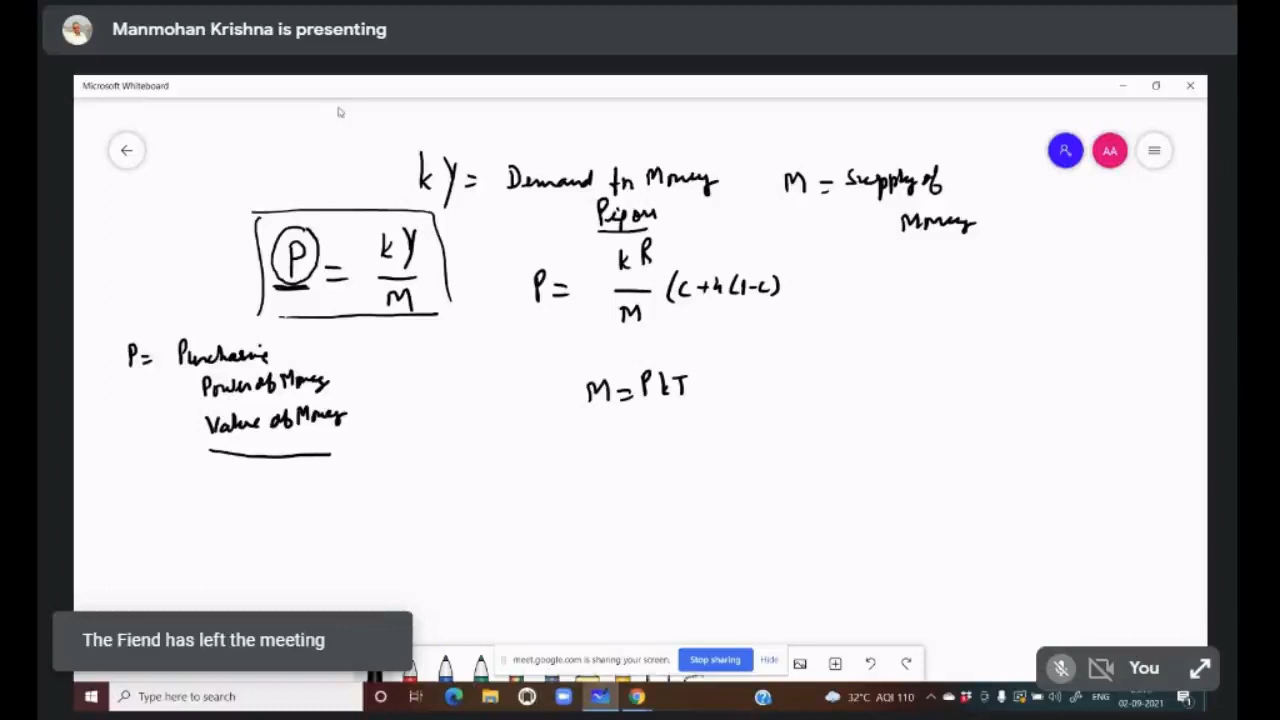 Manmohan Krishna is presenting
Microsoft Whiteboard
AA
kY = Demand for Money
M = Supply of
Money
Pigou
P = kY / M
P = kR / M (c+h(1-c)
P = Purchasing
Power of Money
Value of Money
M = PkT
The Fiend has left the meeting
meet.google.com is sharing your screen.
Stop sharing
Hide
You
Type here to search
32°C AQI 110
ENG
02-09-2021